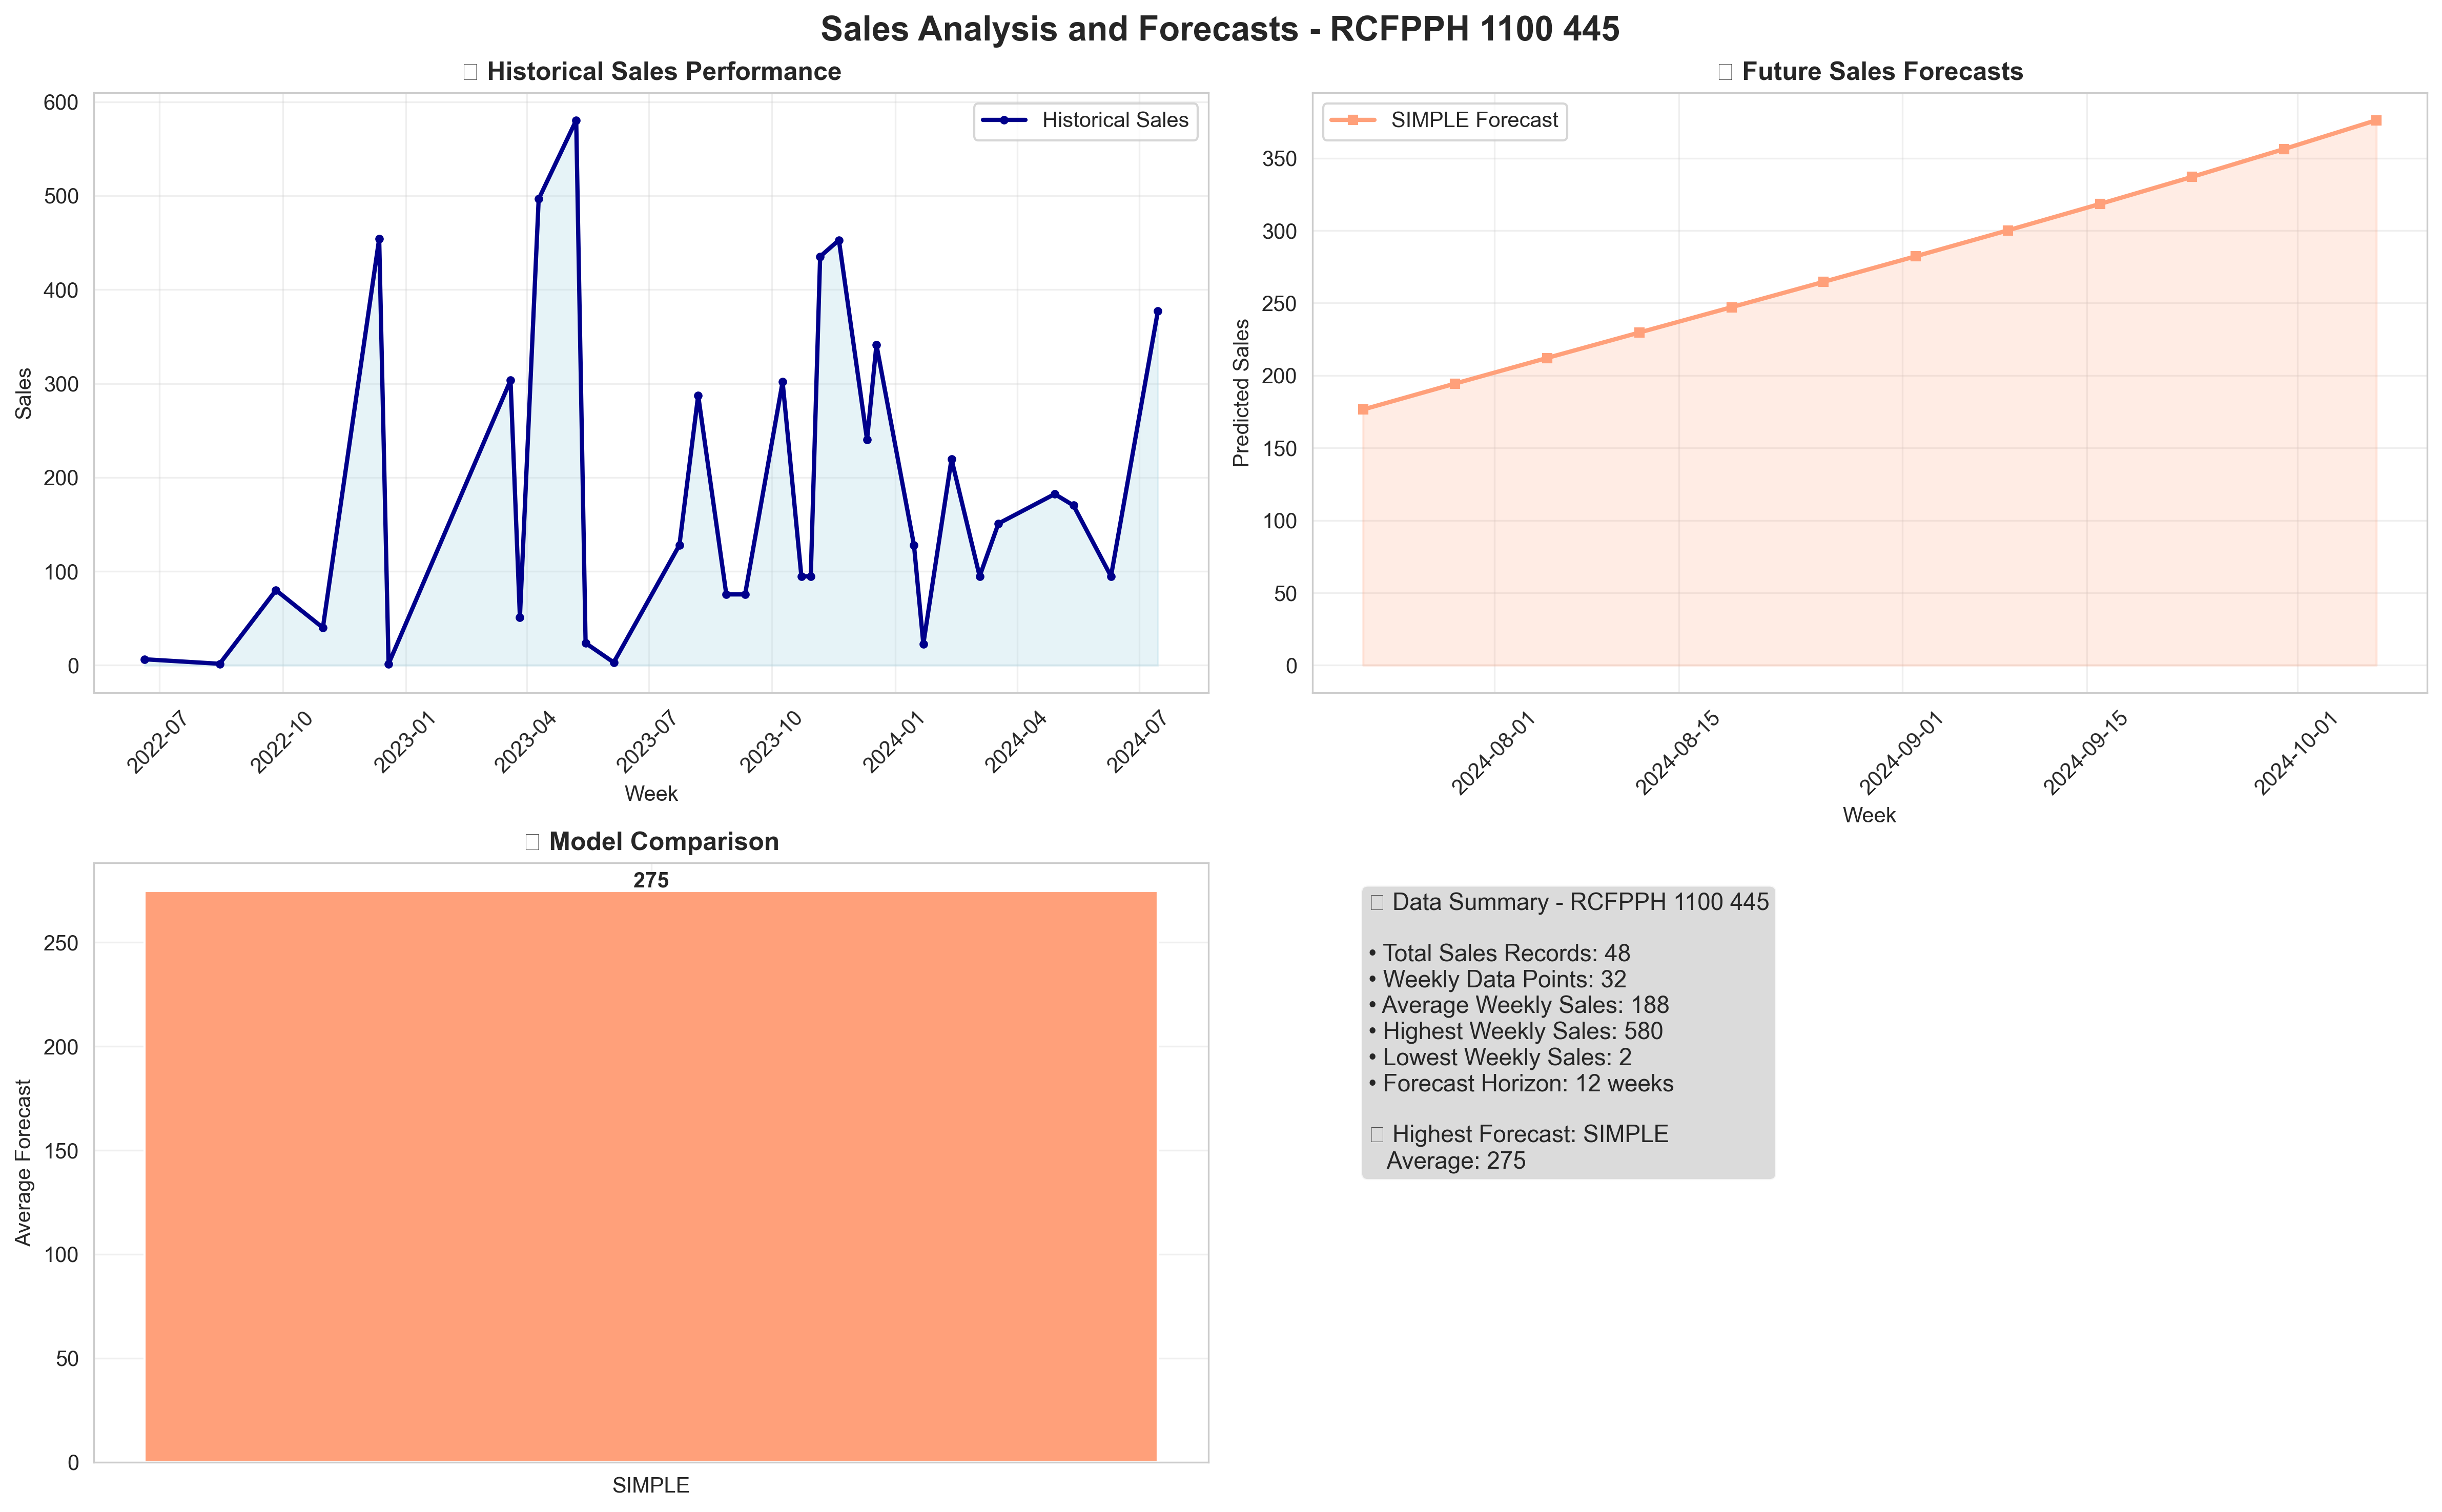 Sales Analysis and Forecasts - RCFPPH 1100 445
Historical Sales Performance
Historical Sales
Sales
600
500
400
300
200
100
0
2022-07
2022-10
2023-01
2023-04
2023-07
2023-10
2024-01
2024-04
2024-07
Week
Future Sales Forecasts
SIMPLE Forecast
Predicted Sales
350
300
250
200
150
100
50
0
2024-08-01
2024-08-15
2024-09-01
2024-09-15
2024-10-01
Week
Model Comparison
275
Average Forecast
250
200
150
100
50
0
SIMPLE
Data Summary - RCFPPH 1100 445
• Total Sales Records: 48
• Weekly Data Points: 32
• Average Weekly Sales: 188
• Highest Weekly Sales: 580
• Lowest Weekly Sales: 2
• Forecast Horizon: 12 weeks
Highest Forecast: SIMPLE
Average: 275